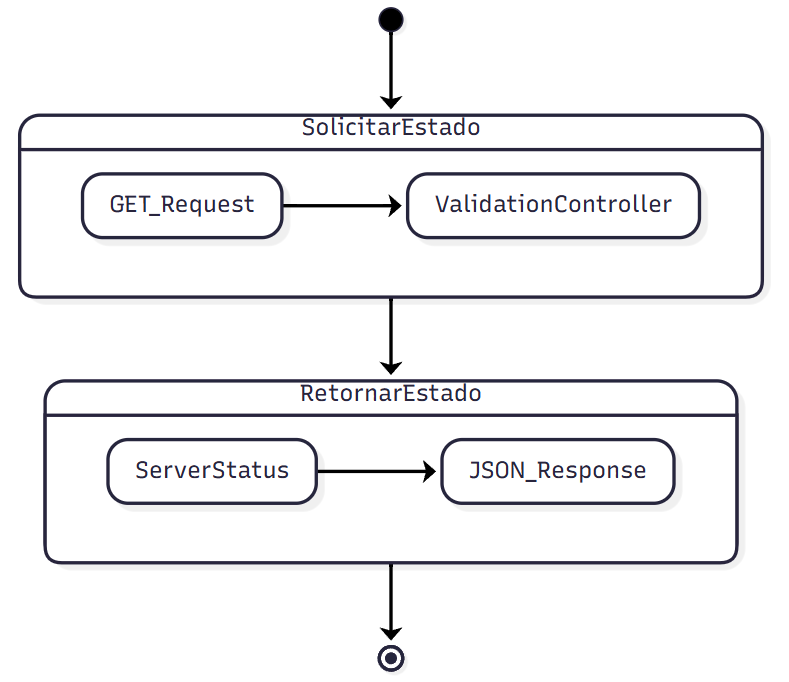 SolicitarEstado
GET_Request
ValidationController
RetornarEstado
ServerStatus
JSON_Response